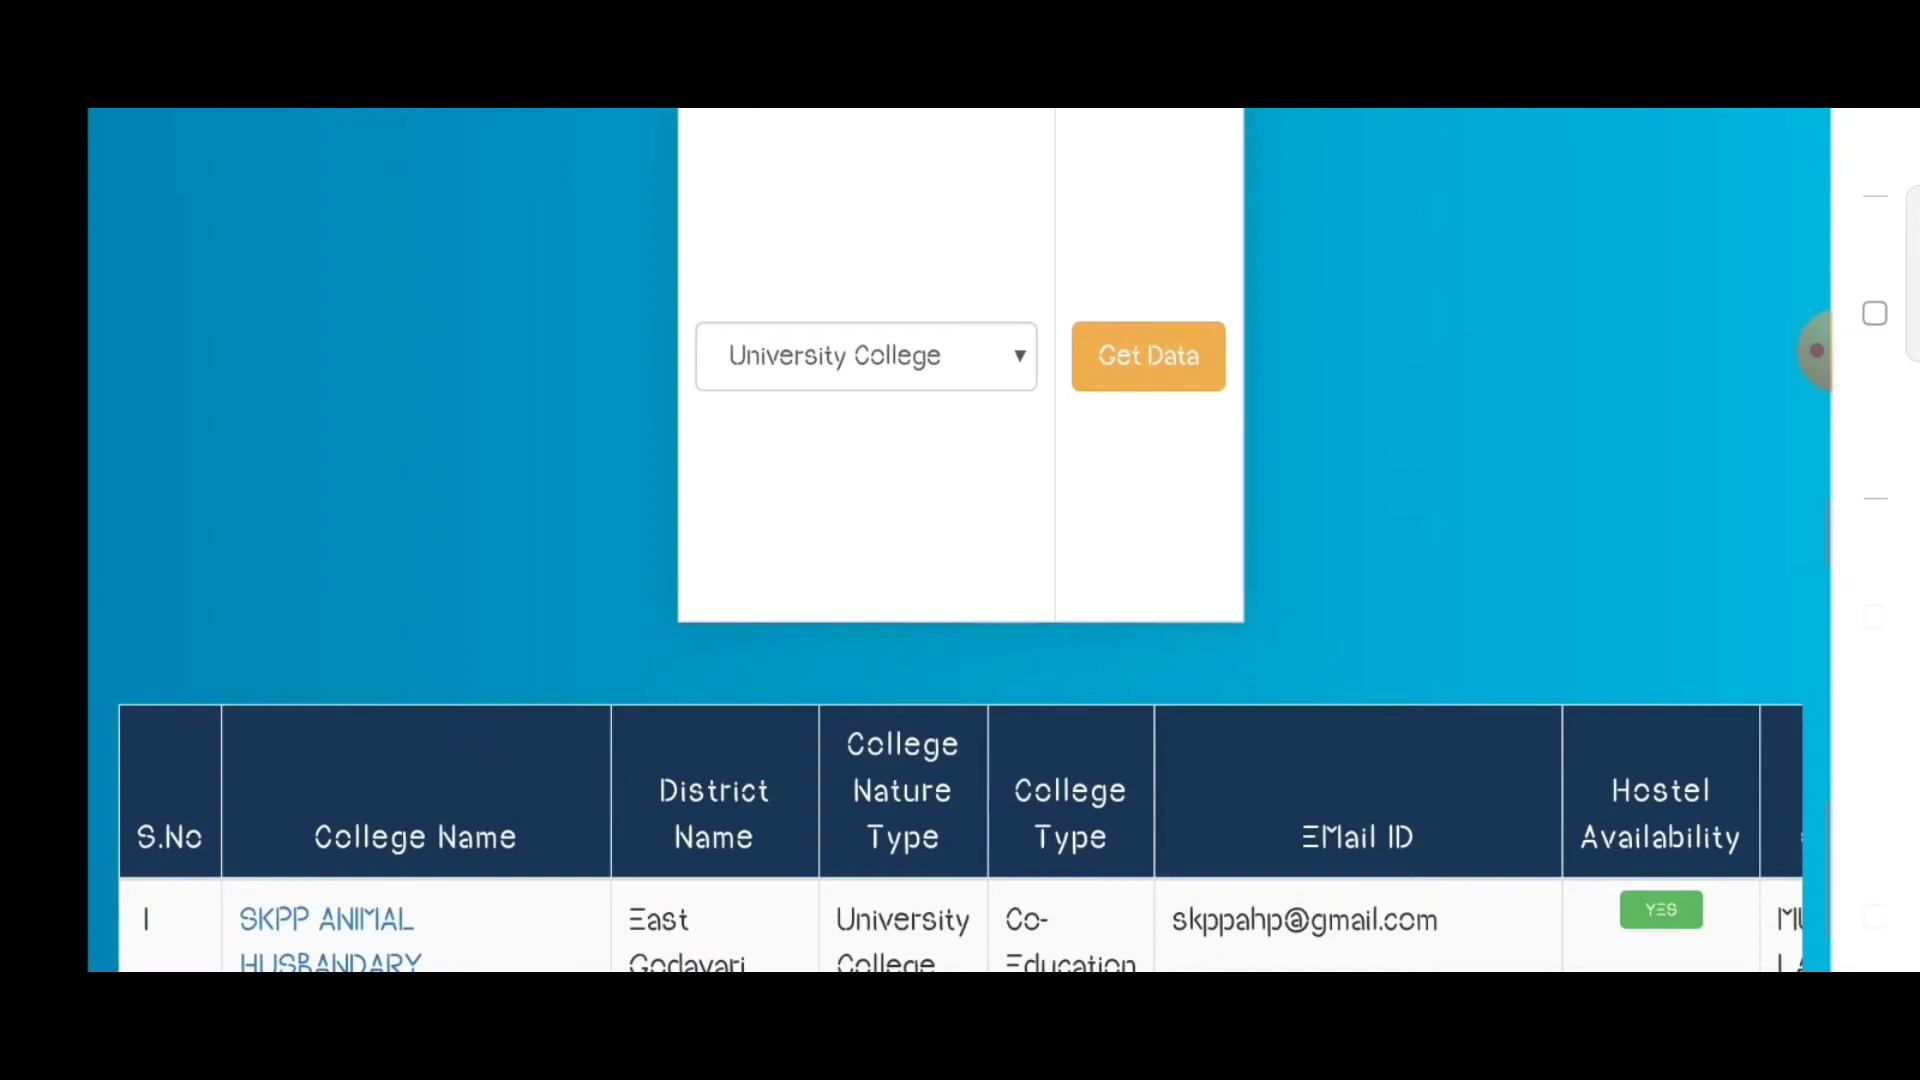 University College
Get Data
S.No
College Name
District
Name
College
Nature
Type
College
Type
EMail ID
Hostel
Availability
1
SKPP ANIMAL
HUSBANDARY
East
Godavari
University
College
Co-
Education
skppahp@gmail.com
YES